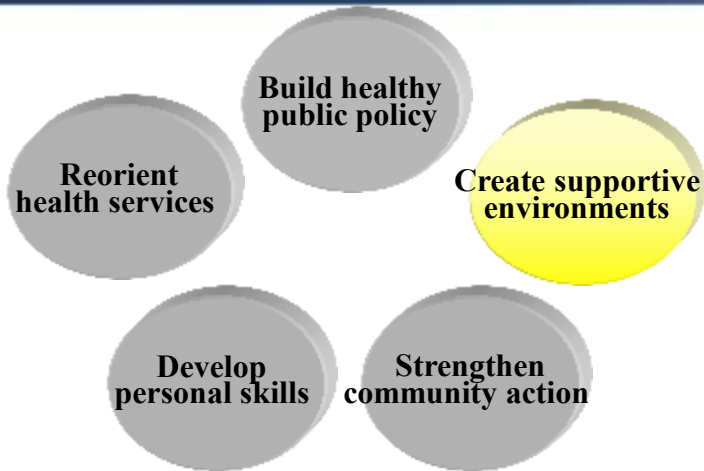 Build healthy
public policy
Reorient
health services
Create supportive
environments
Develop
personal skills
Strengthen
community action